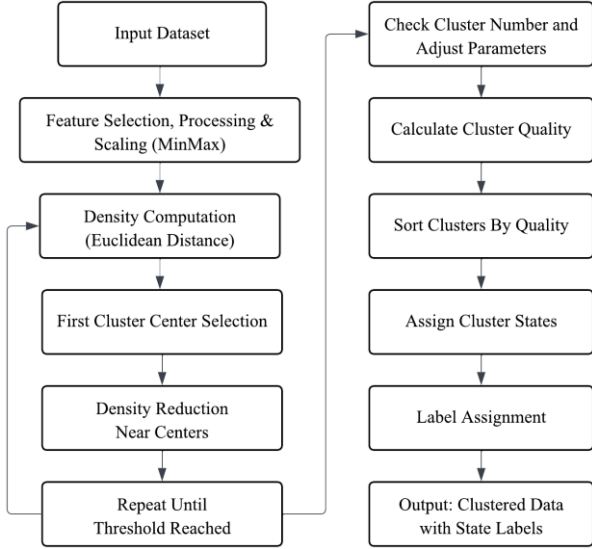 Input Dataset
Feature Selection, Processing &
Scaling (MinMax)
Density Computation
(Euclidean Distance)
First Cluster Center Selection
Density Reduction
Near Centers
Repeat Until
Threshold Reached
Check Cluster Number and
Adjust Parameters
Calculate Cluster Quality
Sort Clusters By Quality
Assign Cluster States
Label Assignment
Output: Clustered Data
with State Labels